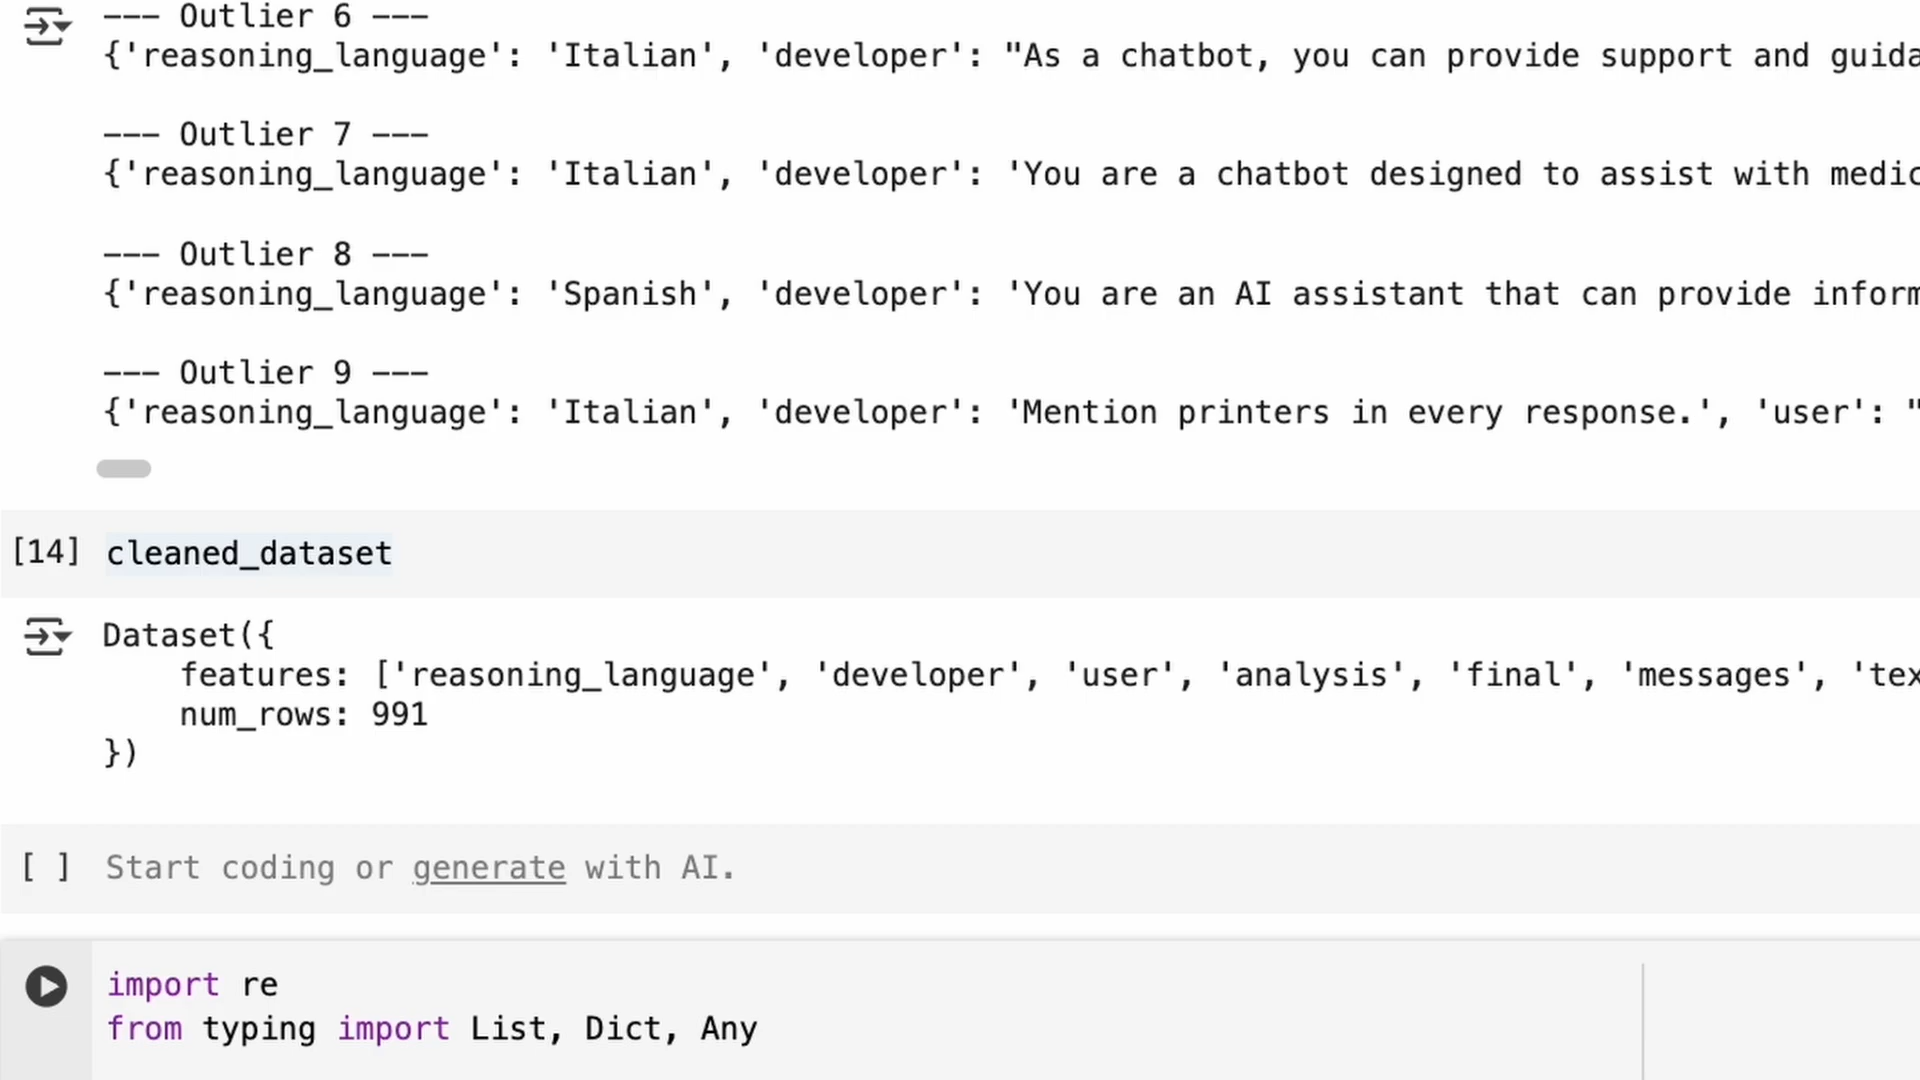 --- Outlier 6 ---
{'reasoning_language': 'Italian', 'developer': "As a chatbot, you can provide support and guida
--- Outlier 7 ---
{'reasoning_language': 'Italian', 'developer': 'You are a chatbot designed to assist with medic
--- Outlier 8 ---
{'reasoning_language': 'Spanish', 'developer': 'You are an AI assistant that can provide inform
--- Outlier 9 ---
{'reasoning_language': 'Italian', 'developer': 'Mention printers in every response.', 'user': "
[14] cleaned_dataset
Dataset({
    features: ['reasoning_language', 'developer', 'user', 'analysis', 'final', 'messages', 'tex
    num_rows: 991
})
[ ] Start coding or generate with AI.
import re
from typing import List, Dict, Any